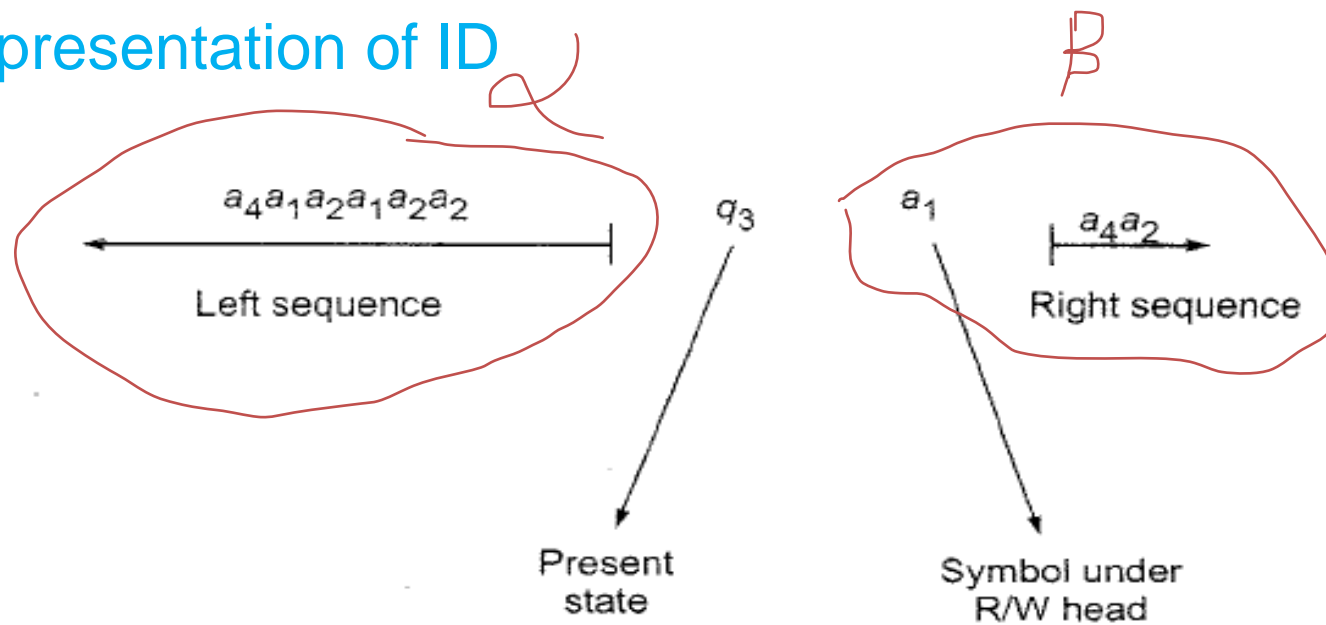 presentation of ID
α β
a₄a₁a₂a₁a₂a₂ q₃ a₁ a₄a₂
Left sequence Right sequence
Present state
Symbol under R/W head